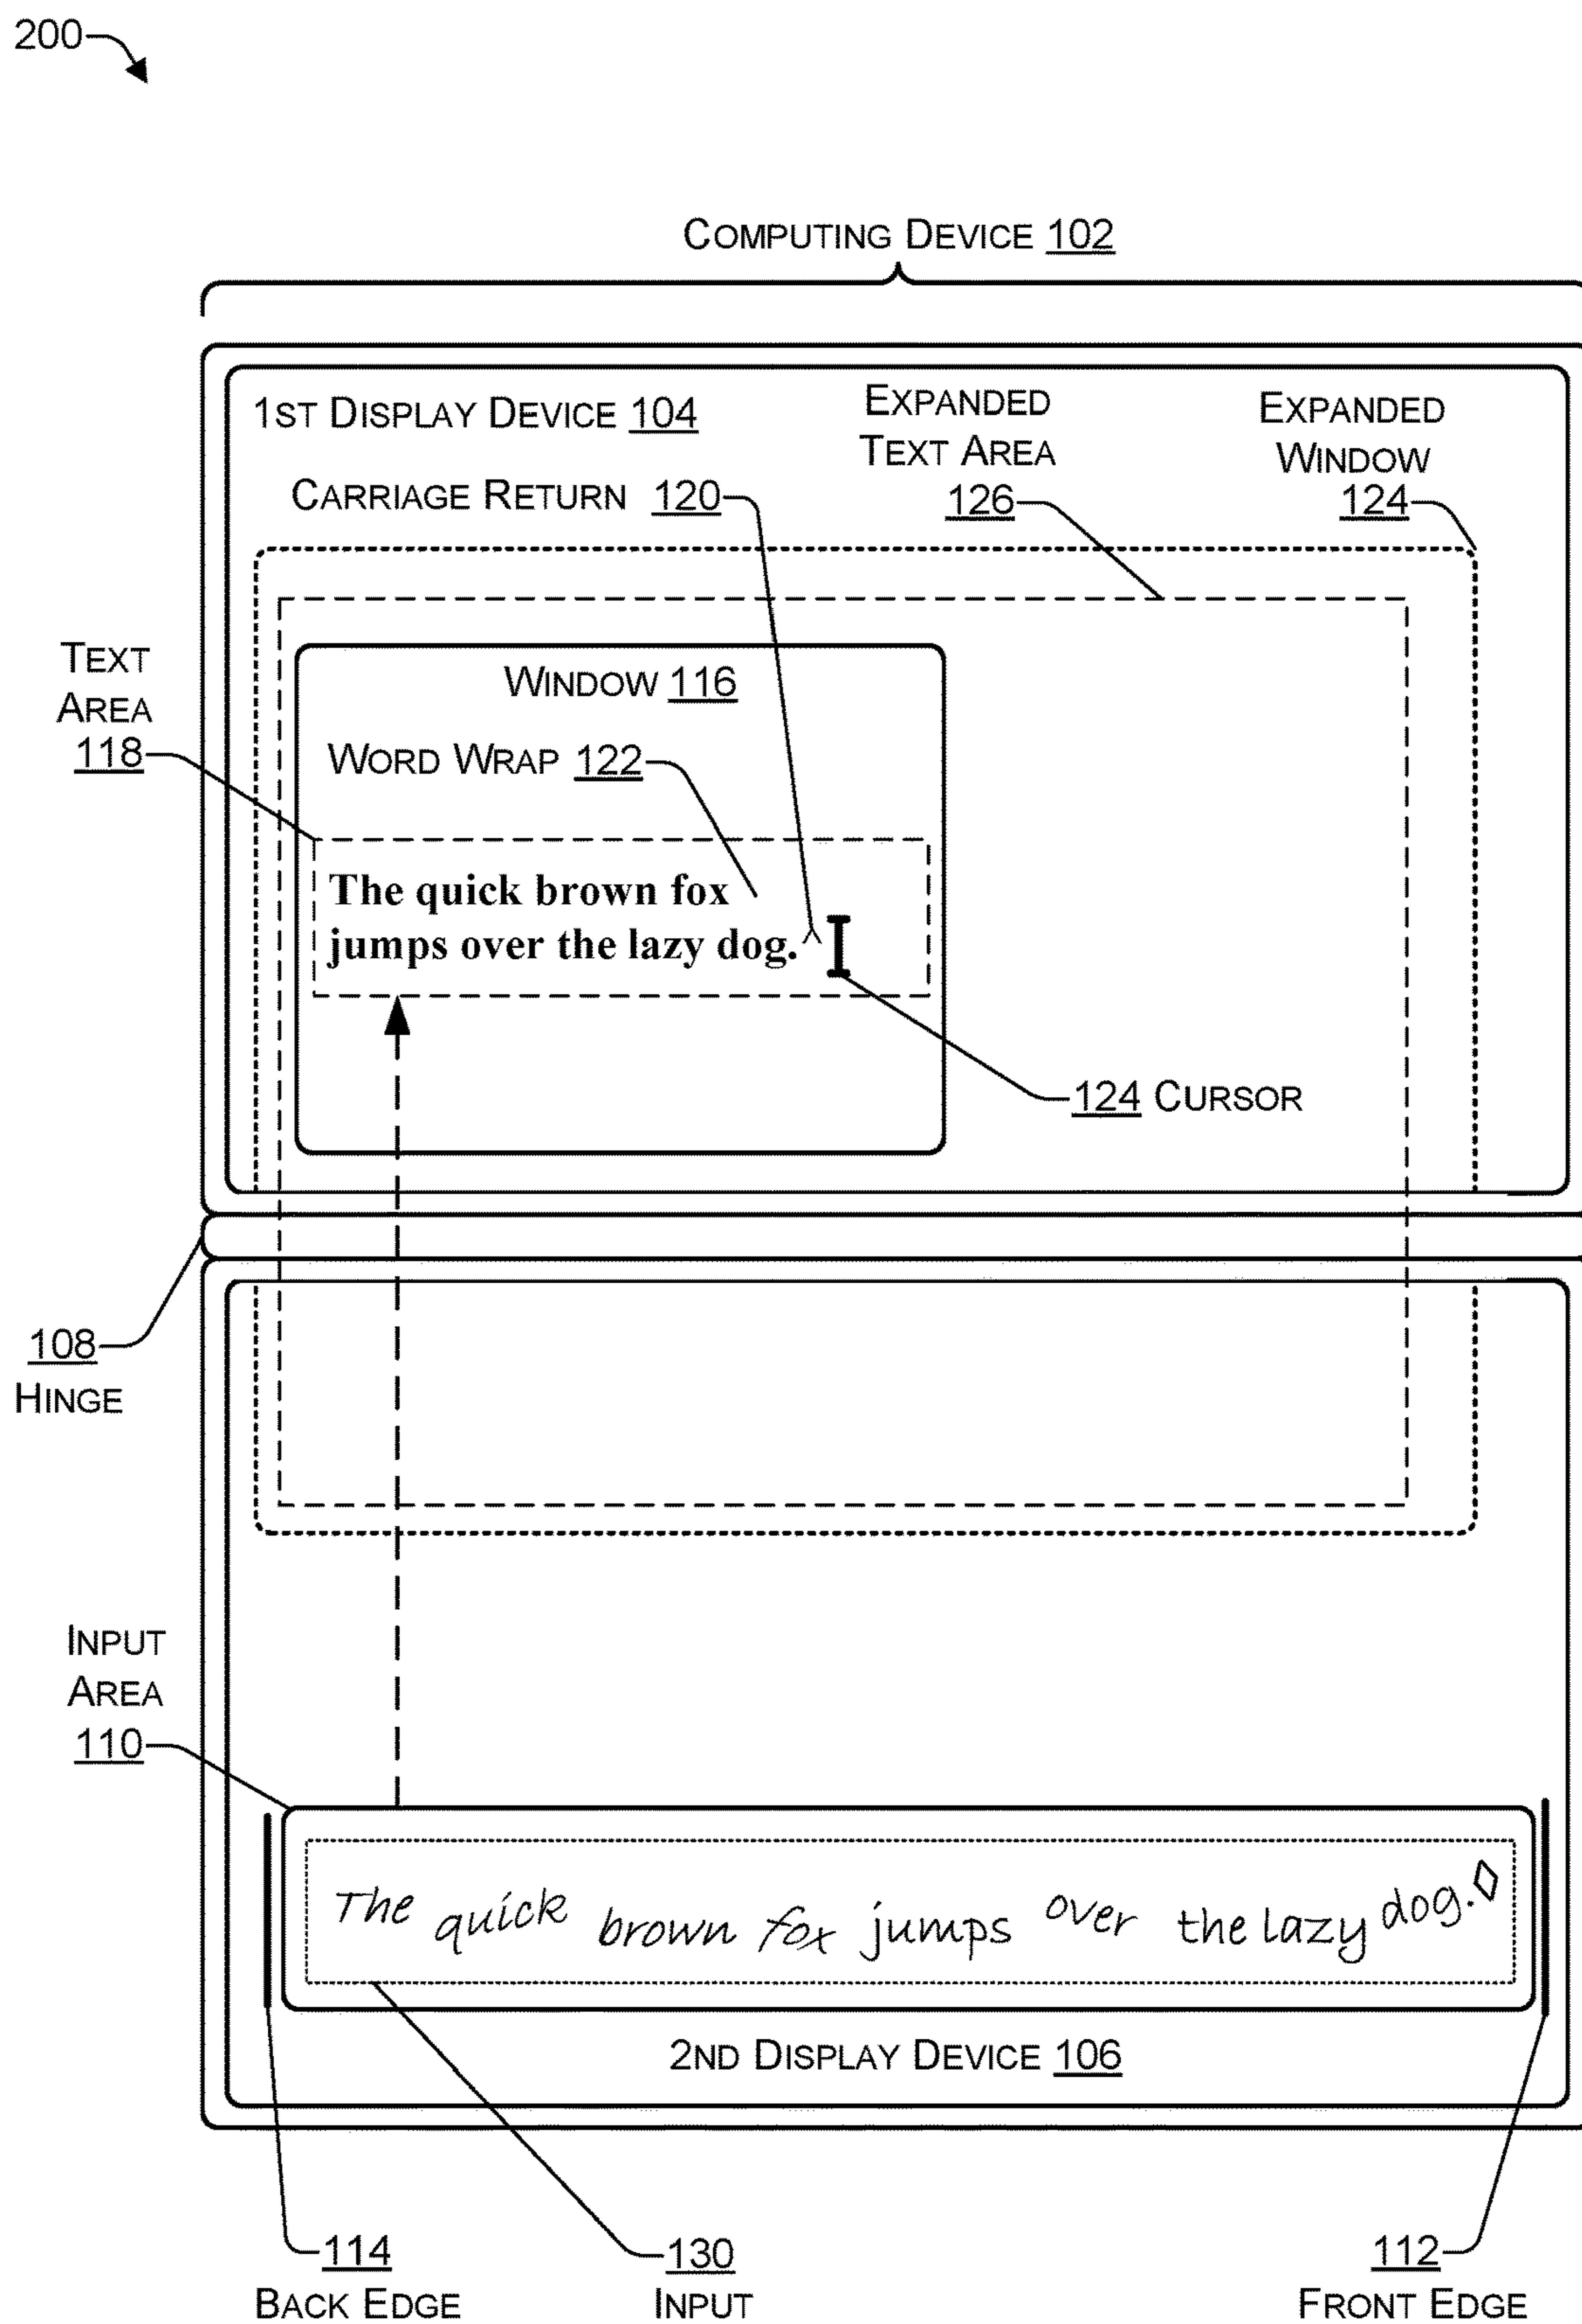 200
COMPUTING DEVICE 102
1ST DISPLAY DEVICE 104
EXPANDED
TEXT AREA
126
EXPANDED
WINDOW
124
CARRIAGE RETURN 120
TEXT
AREA
118
WINDOW 116
WORD WRAP 122
The quick brown fox
jumps over the lazy dog.
124 CURSOR
108
HINGE
INPUT
AREA
110
The quick brown fox jumps over the lazy dog.
2ND DISPLAY DEVICE 106
114
BACK EDGE
130
INPUT
112
FRONT EDGE